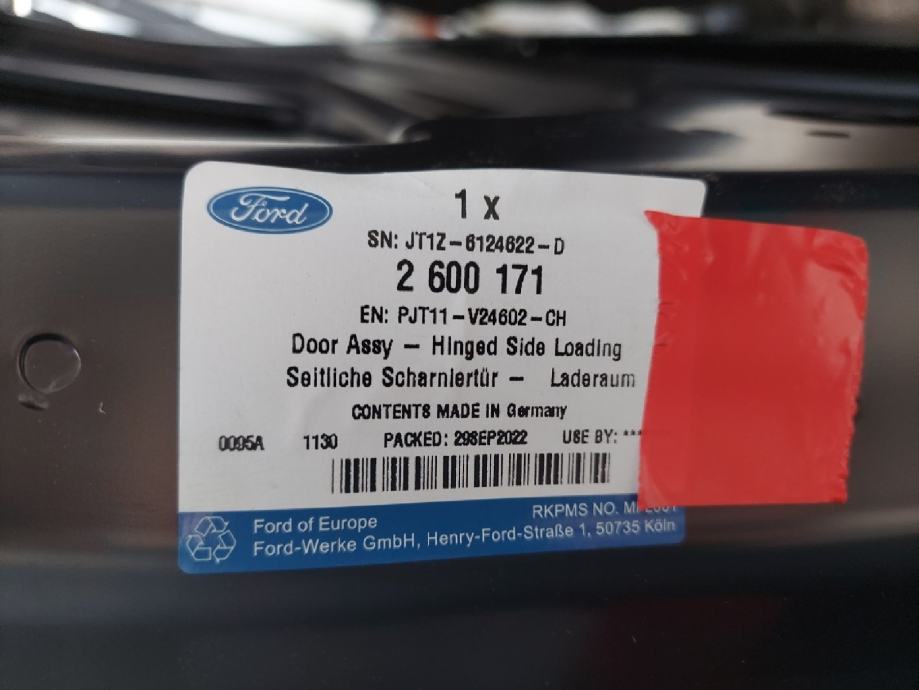 Ford
1 x
SN: JT1Z-6124622-D
2 600 171
EN: PJT11-V24602-CH
Door Assy - Hinged Side Loading
Seitliche Scharniertür - Laderaum
CONTENTS MADE IN Germany
0095A 1130 PACKED: 29SEP2022 USE BY: ***
RKPMS NO.
Ford of Europe
Ford-Werke GmbH, Henry-Ford-Straße 1, 50735 Köln